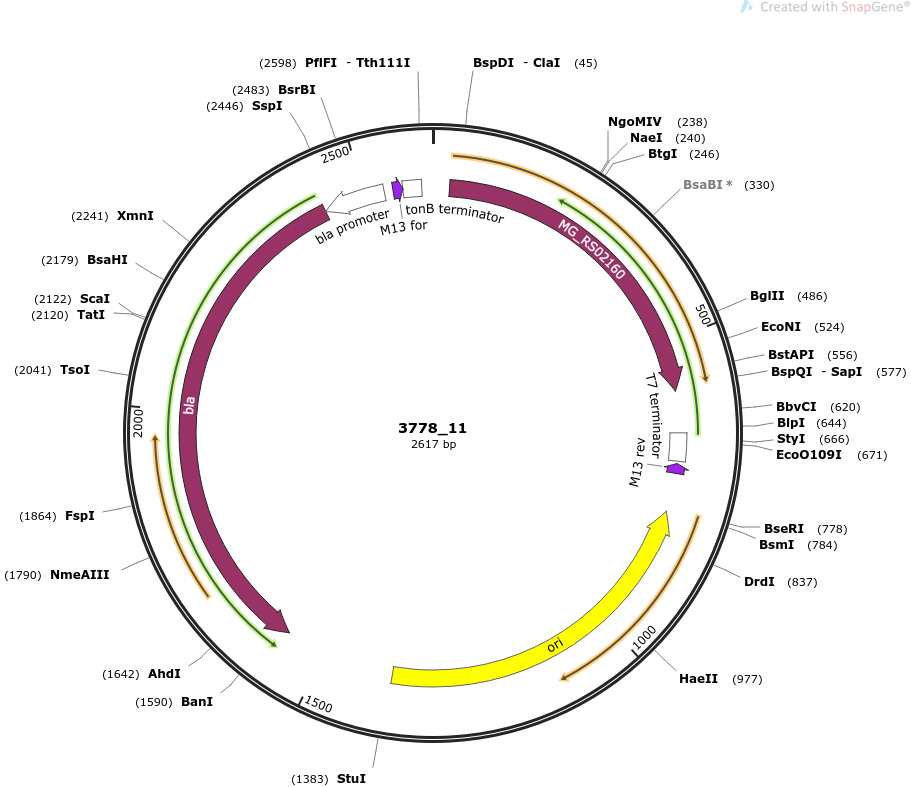 Created with SnapGene®
(2598) PflFI - Tth111I
BspDI - ClaI (45)
(2483) BsrBI
(2446) SspI
NgoMIV (238)
NaeI (240)
BtgI (246)
BsaBI * (330)
(2241) XmnI
(2179) BsaHI
(2122) ScaI
(2120) TatI
(2041) TsoI
BglII (486)
EcoNI (524)
BstAPI (556)
BspQI - SapI (577)
BbvCI (620)
BlpI (644)
StyI (666)
EcoO109I (671)
(1864) FspI
(1790) NmeAIII
BseRI (778)
BsmI (784)
DrdI (837)
(1642) AhdI
(1590) BanI
HaeII (977)
(1383) StuI
2500
500
2000
1000
1500
bla promoter
M13 for
tonB terminator
MG_RS02160
T7 terminator
M13 rev
bla
ori
3778_11
2617 bp